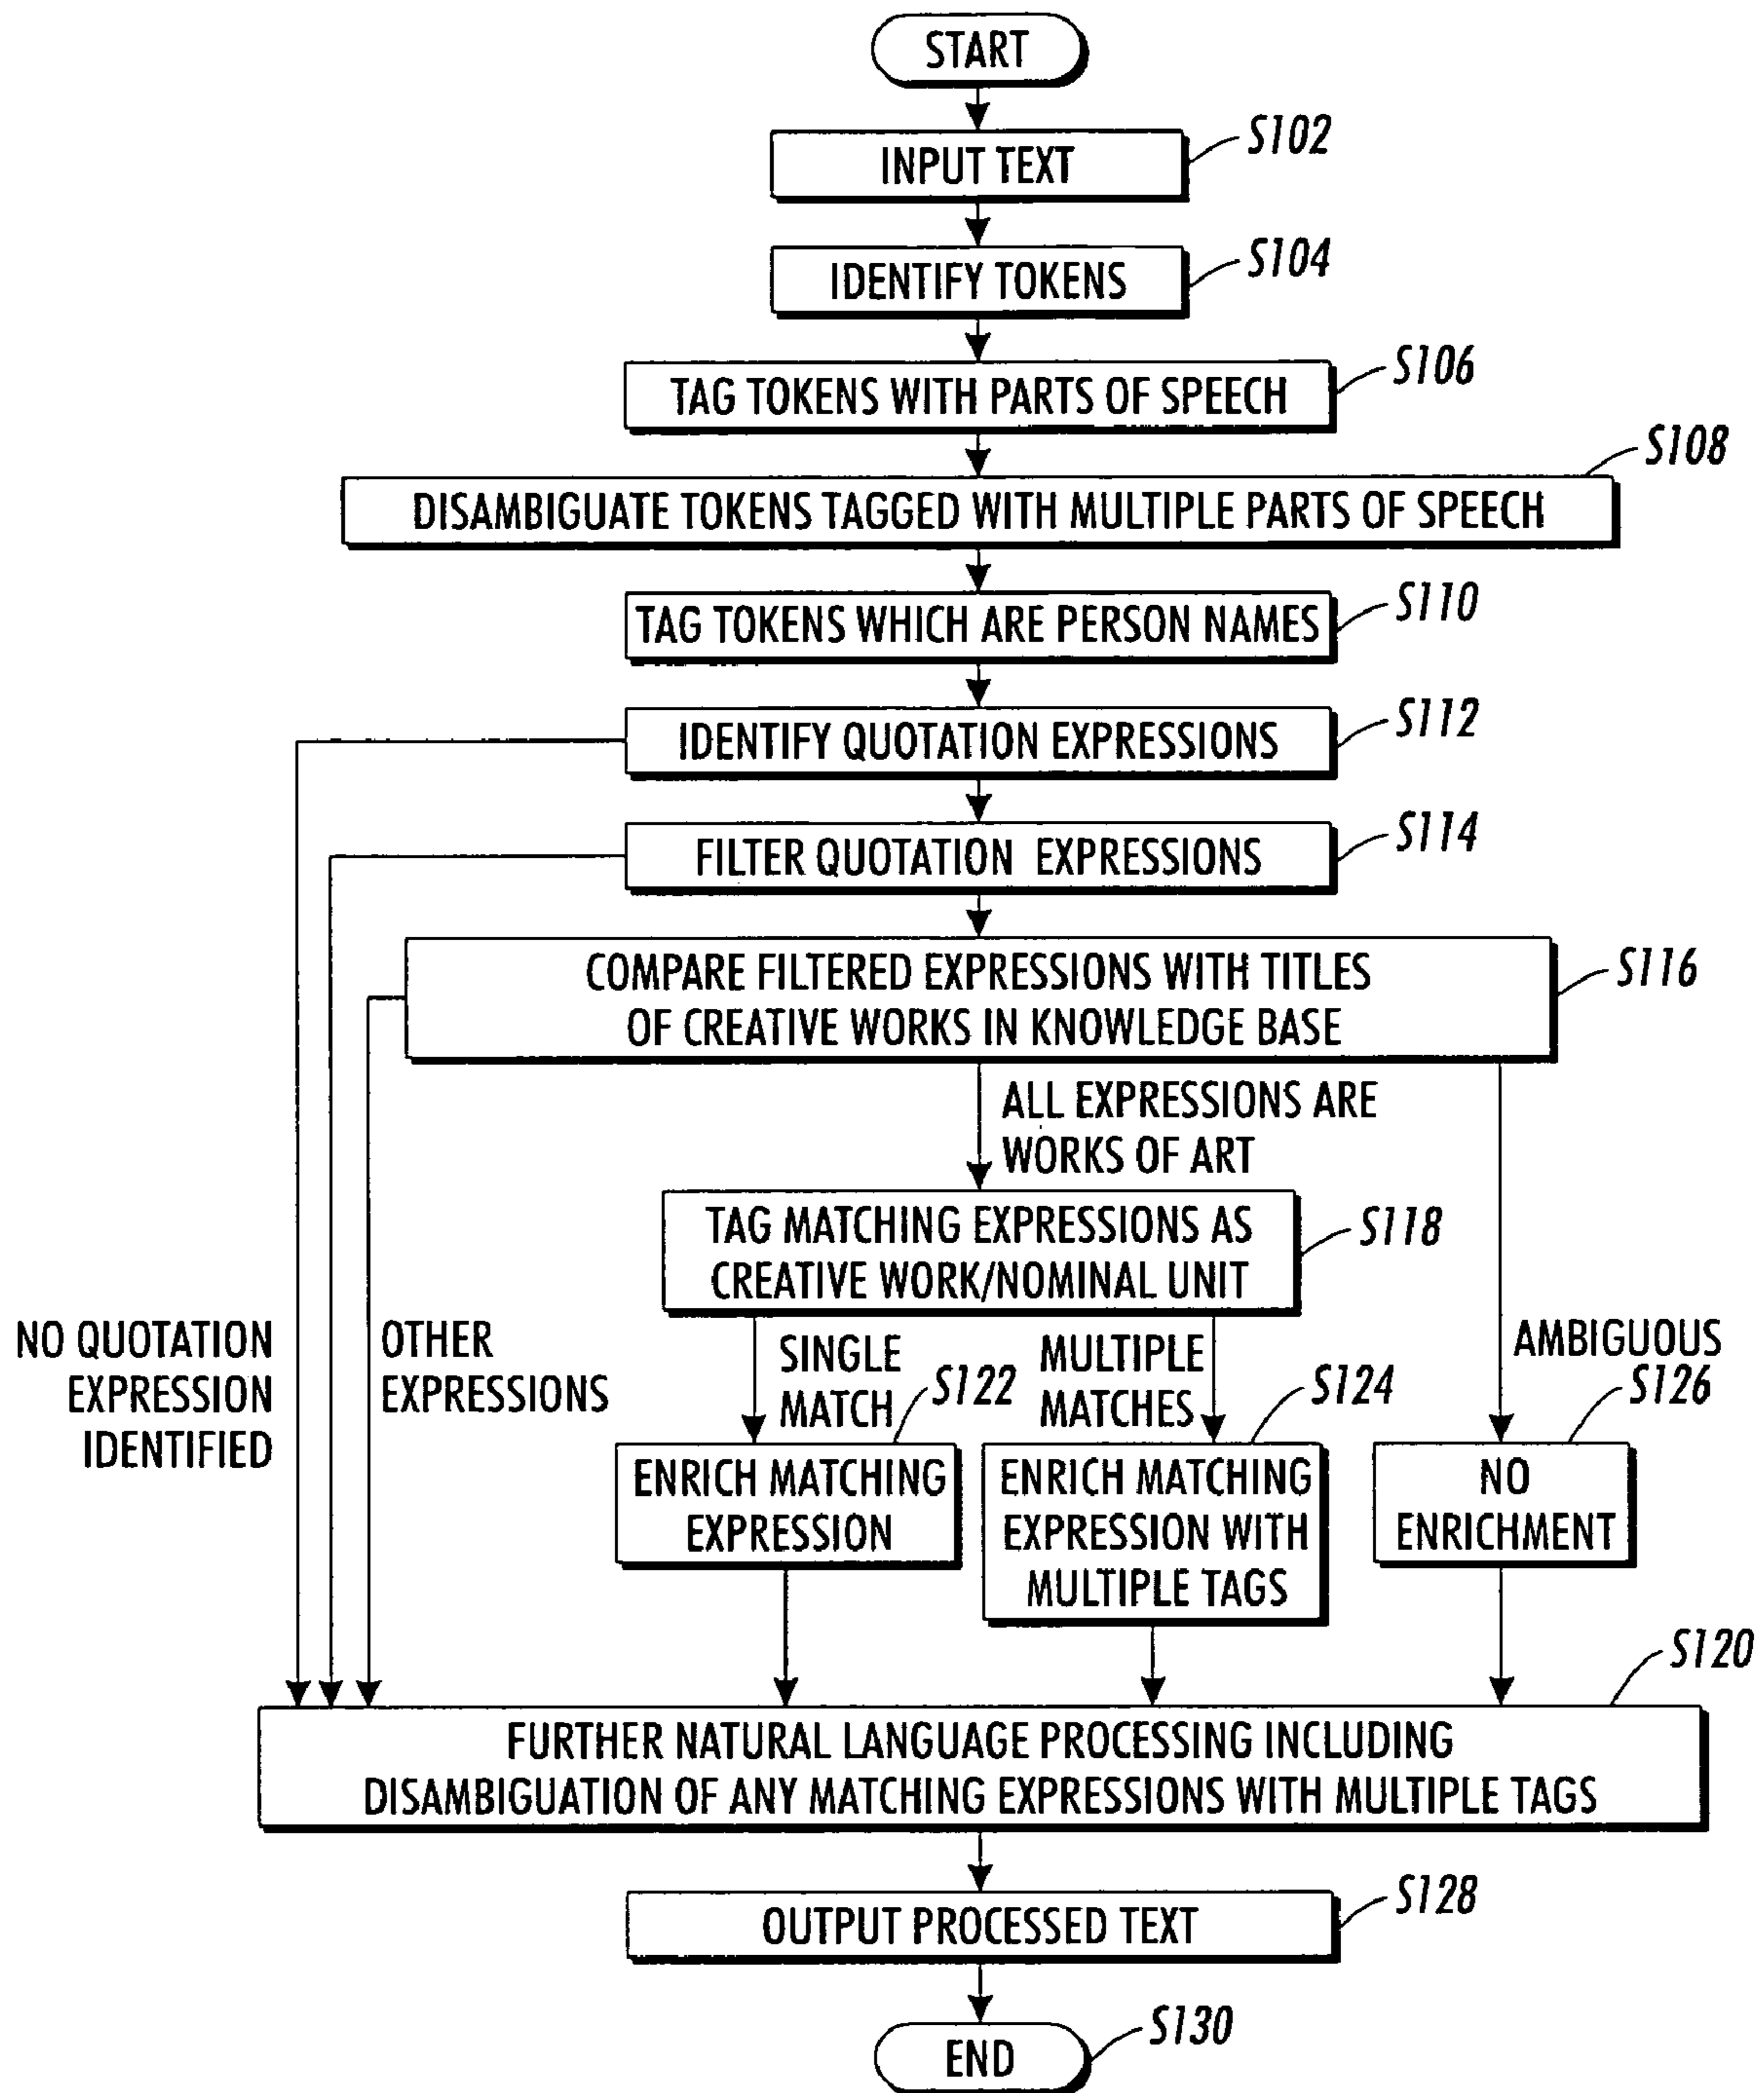 START
S102
INPUT TEXT
S104
IDENTIFY TOKENS
S106
TAG TOKENS WITH PARTS OF SPEECH
S108
DISAMBIGUATE TOKENS TAGGED WITH MULTIPLE PARTS OF SPEECH
S110
TAG TOKENS WHICH ARE PERSON NAMES
S112
IDENTIFY QUOTATION EXPRESSIONS
S114
FILTER QUOTATION EXPRESSIONS
S116
COMPARE FILTERED EXPRESSIONS WITH TITLES
OF CREATIVE WORKS IN KNOWLEDGE BASE
ALL EXPRESSIONS ARE
WORKS OF ART
S118
TAG MATCHING EXPRESSIONS AS
CREATIVE WORK/NOMINAL UNIT
NO QUOTATION
EXPRESSION
IDENTIFIED
OTHER
EXPRESSIONS
SINGLE
MATCH
S122
MULTIPLE
MATCHES
S124
AMBIGUOUS
S126
ENRICH MATCHING
EXPRESSION
ENRICH MATCHING
EXPRESSION WITH
MULTIPLE TAGS
NO
ENRICHMENT
S120
FURTHER NATURAL LANGUAGE PROCESSING INCLUDING
DISAMBIGUATION OF ANY MATCHING EXPRESSIONS WITH MULTIPLE TAGS
S128
OUTPUT PROCESSED TEXT
S130
END